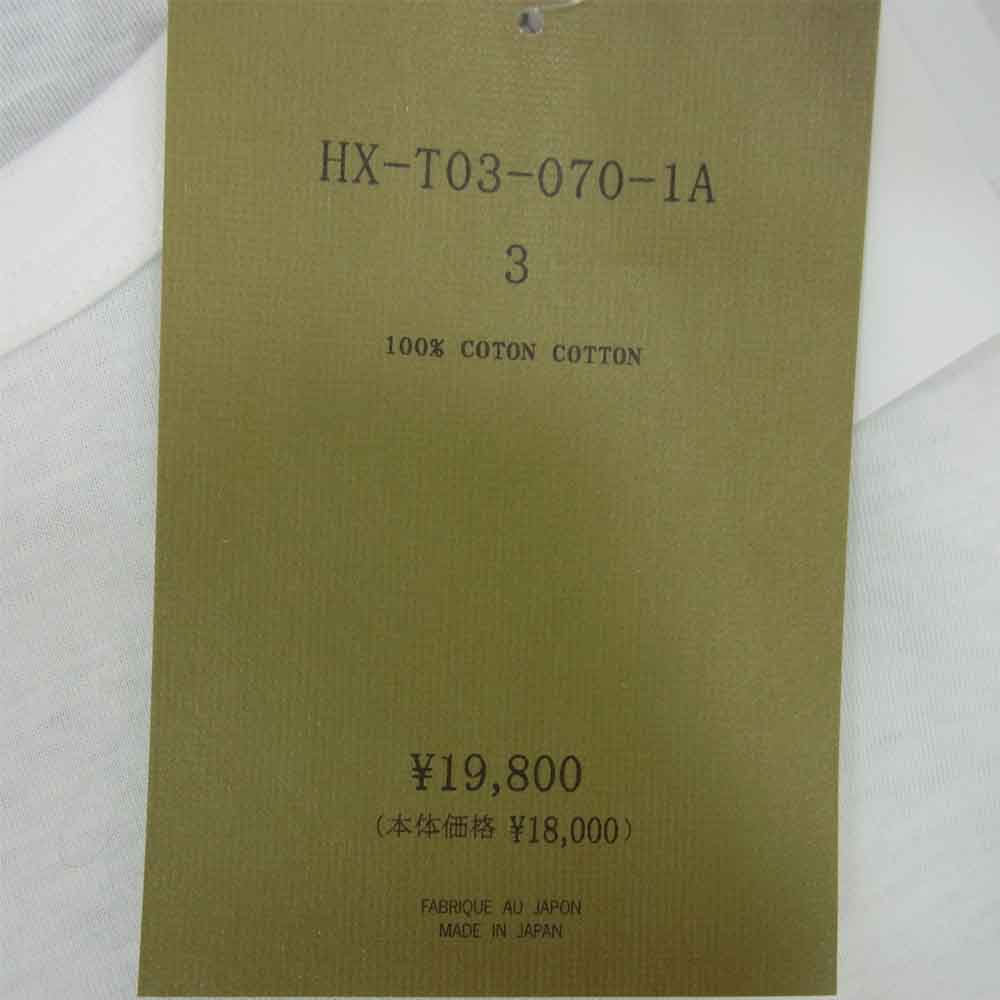 HX-T03-070-1A
3
100% COTON COTTON
¥19,800
(本体価格 ¥18,000)
FABRIQUE AU JAPON
MADE IN JAPAN